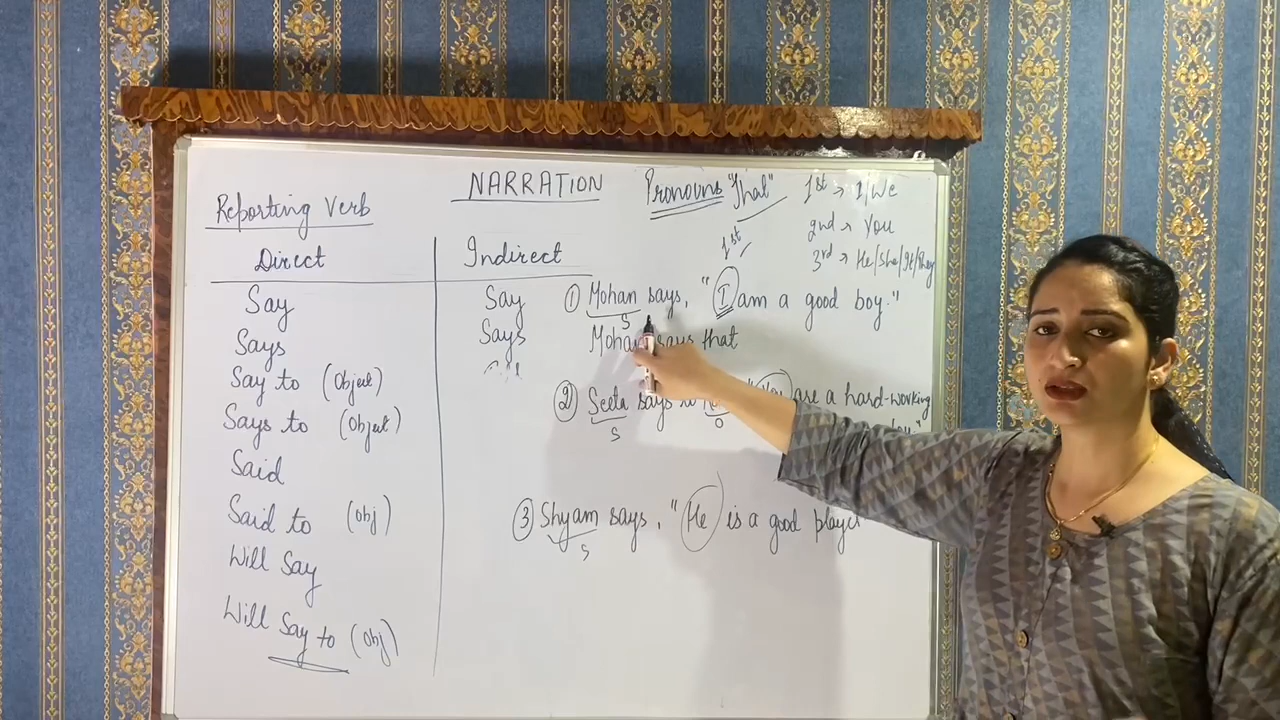 NARRATION
Pronouns "That"
1st → I/We
2nd → You
3rd → He/She/It/They
Reporting Verb
Direct
Indirect
Say
Says
Say to (Object)
Says to (Object)
Said
Said to (obj)
Will Say
Will Say to (obj)
Say
Says
1st
① Mohan says, "I am a good boy."
S
Mohan says that
② Seeta says to "You are a hard-working
S
O
③ Shyam says, "He is a good player
S